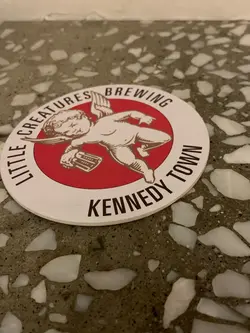 LITTLE CREATURES BREWING
KENNEDY TOWN